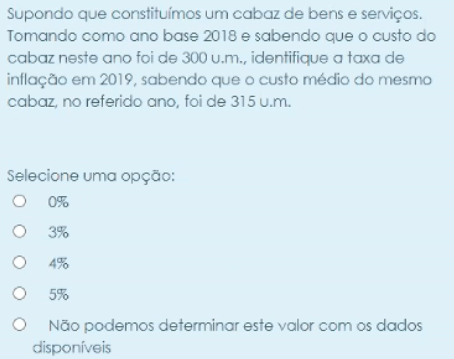 Supondo que constituímos um cabaz de bens e serviços.
Tomando como ano base 2018 e sabendo que o custo do
cabaz neste ano foi de 300 u.m., identifique a taxa de
inflação em 2019, sabendo que o custo médio do mesmo
cabaz, no referido ano, foi de 315 u.m.
Selecione uma opção:
0%
3%
4%
5%
Não podemos determinar este valor com os dados
disponíveis